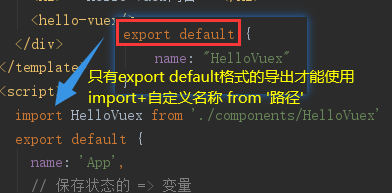 <hello-vuex/>
</div>
</template>
export default {
name: "HelloVuex"
}
只有export default格式的导出才能使用
import+自定义名称 from '路径'
<script>
import HelloVuex from './components/HelloVuex'
export default {
name: 'App',
// 保存状态的 => 变量